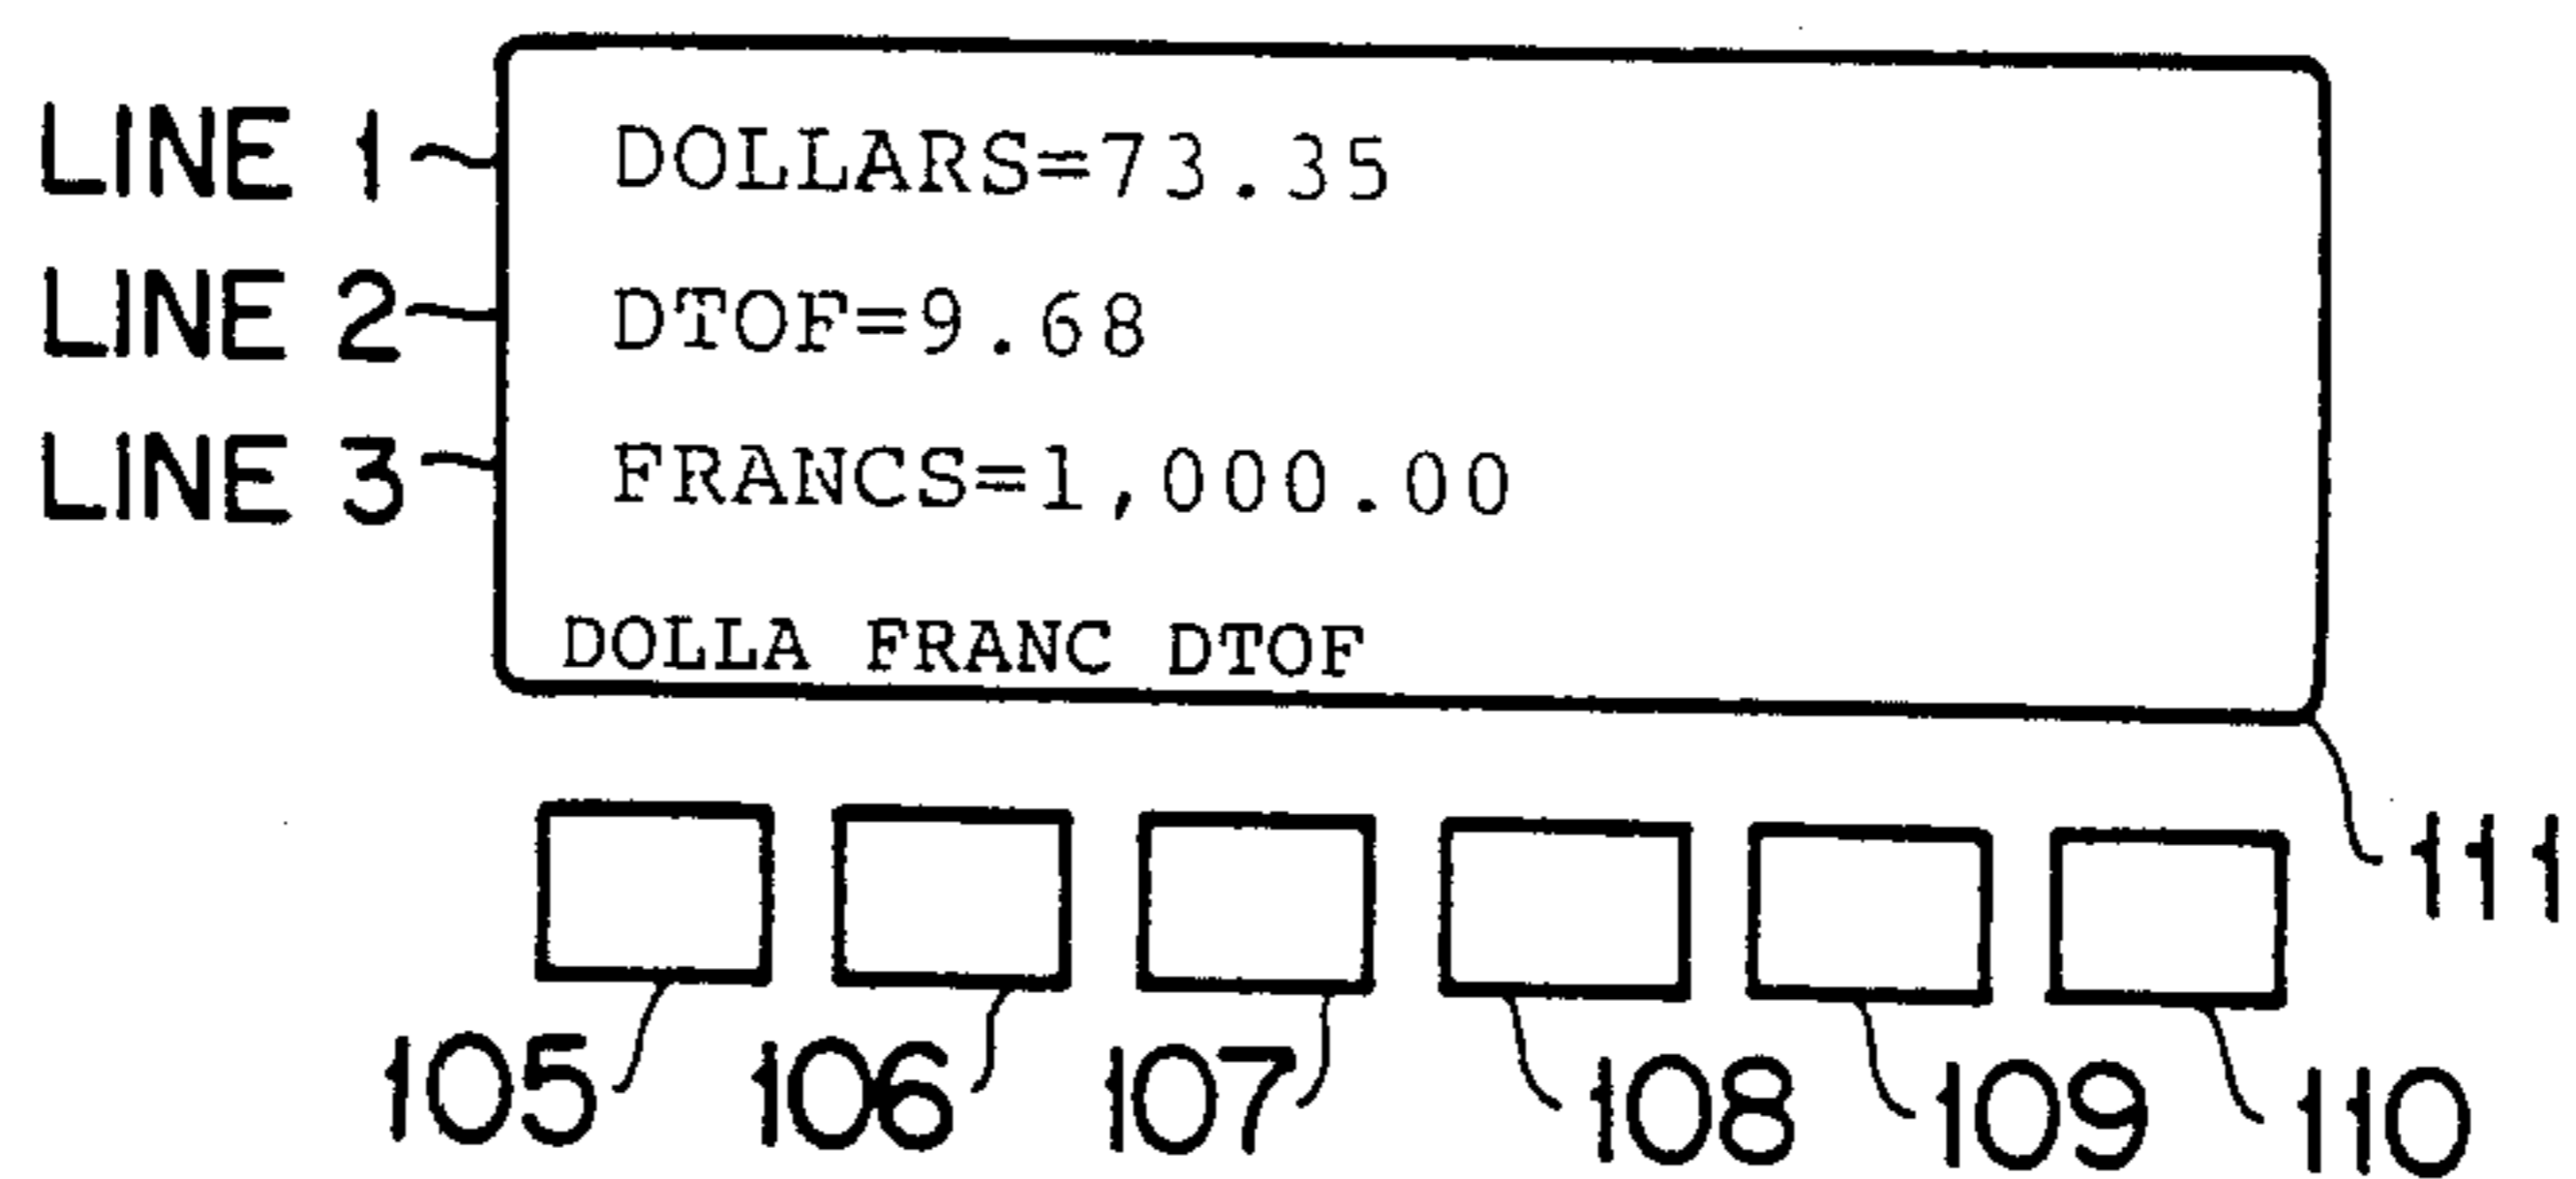 LINE 1 DOLLARS=73.35
LINE 2 DTOF=9.68
LINE 3 FRANCS=1,000.00
DOLLA FRANC DTOF
111
105 106 107 108 109 110